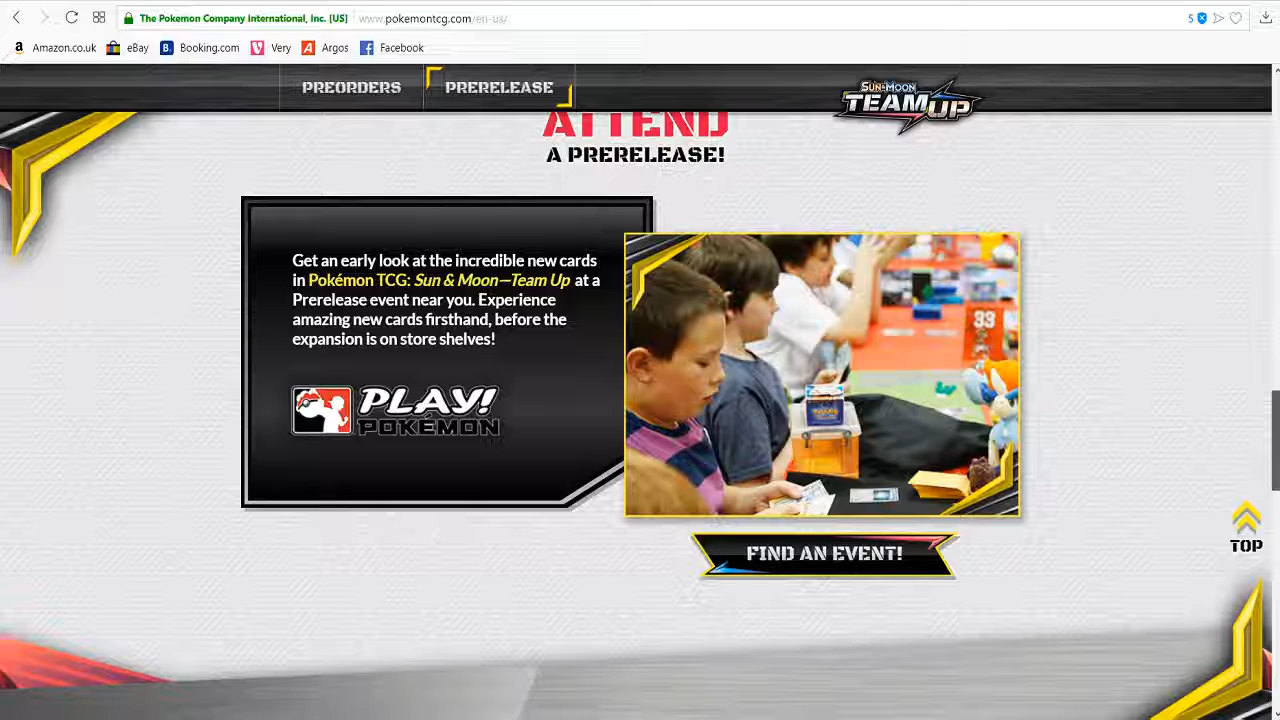 The Pokemon Company International, Inc. [US]
www.pokemontcg.com/en-us/
5
Amazon.co.uk
eBay
B. Booking.com
Very
Argos
Facebook
PREORDERS
PRERELEASE
SUN & MOON
TEAM UP
ATTEND
A PRERELEASE!
Get an early look at the incredible new cards
in Pokémon TCG: Sun & Moon—Team Up at a
Prerelease event near you. Experience
amazing new cards firsthand, before the
expansion is on store shelves!
PLAY!
POKÉMON
33
FIND AN EVENT!
TOP